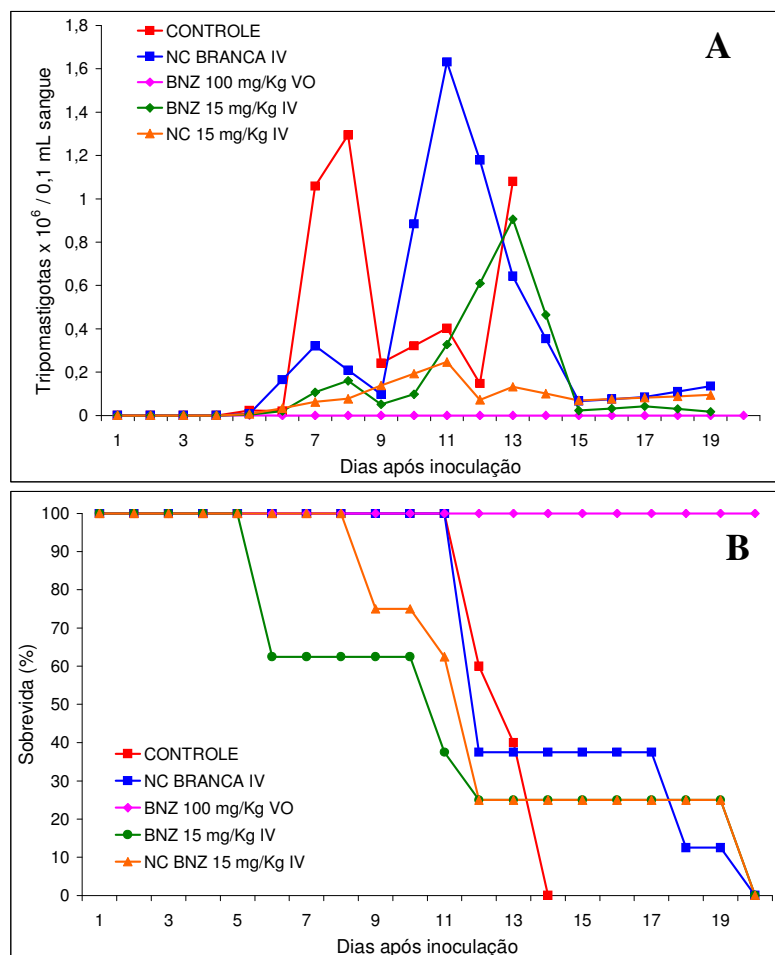 A
CONTROLE
NC BRANCA IV
BNZ 100 mg/Kg VO
BNZ 15 mg/Kg IV
NC 15 mg/Kg IV
Tripomastigotas x 10⁶ / 0,1 mL sangue
1,8
1,6
1,4
1,2
1
0,8
0,6
0,4
0,2
0
1 3 5 7 9 11 13 15 17 19
Dias após inoculação
B
Sobrevida (%)
100
90
80
70
60
50
40
30
20
10
0
CONTROLE
NC BRANCA IV
BNZ 100 mg/Kg VO
BNZ 15 mg/Kg IV
NC BNZ 15 mg/Kg IV
1 3 5 7 9 11 13 15 17 19
Dias após inoculação